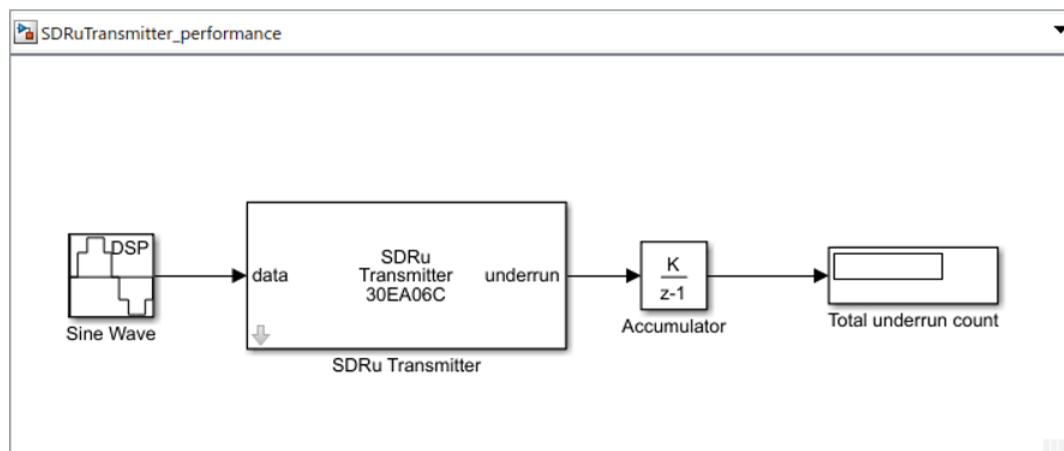 SDRuTransmitter_performance
DSP
Sine Wave
data
SDRu
Transmitter
30EA06C
underrun
SDRu Transmitter
K
z-1
Accumulator
Total underrun count